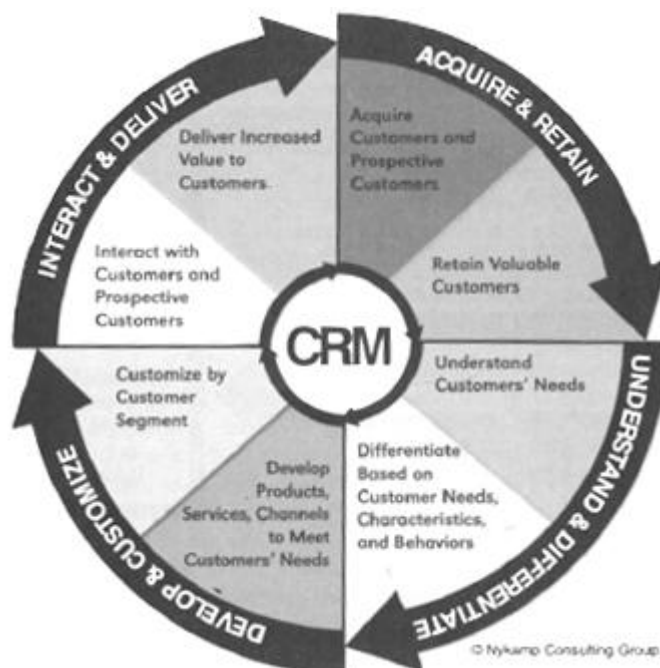 ACQUIRE & RETAIN
Acquire
Customers and
Prospective
Customers
Retain Valuable
Customers
UNDERSTAND & DIFFERENTIATE
Understand
Customers' Needs
Differentiate
Based on
Customer Needs,
Characteristics,
and Behaviors
DEVELOP & CUSTOMIZE
Develop
Products,
Services, Channels
to Meet
Customers' Needs
Customize by
Customer
Segment
INTERACT & DELIVER
Interact with
Customers and
Prospective
Customers
Deliver Increased
Value to
Customers
CRM
© Nykamp Consulting Group